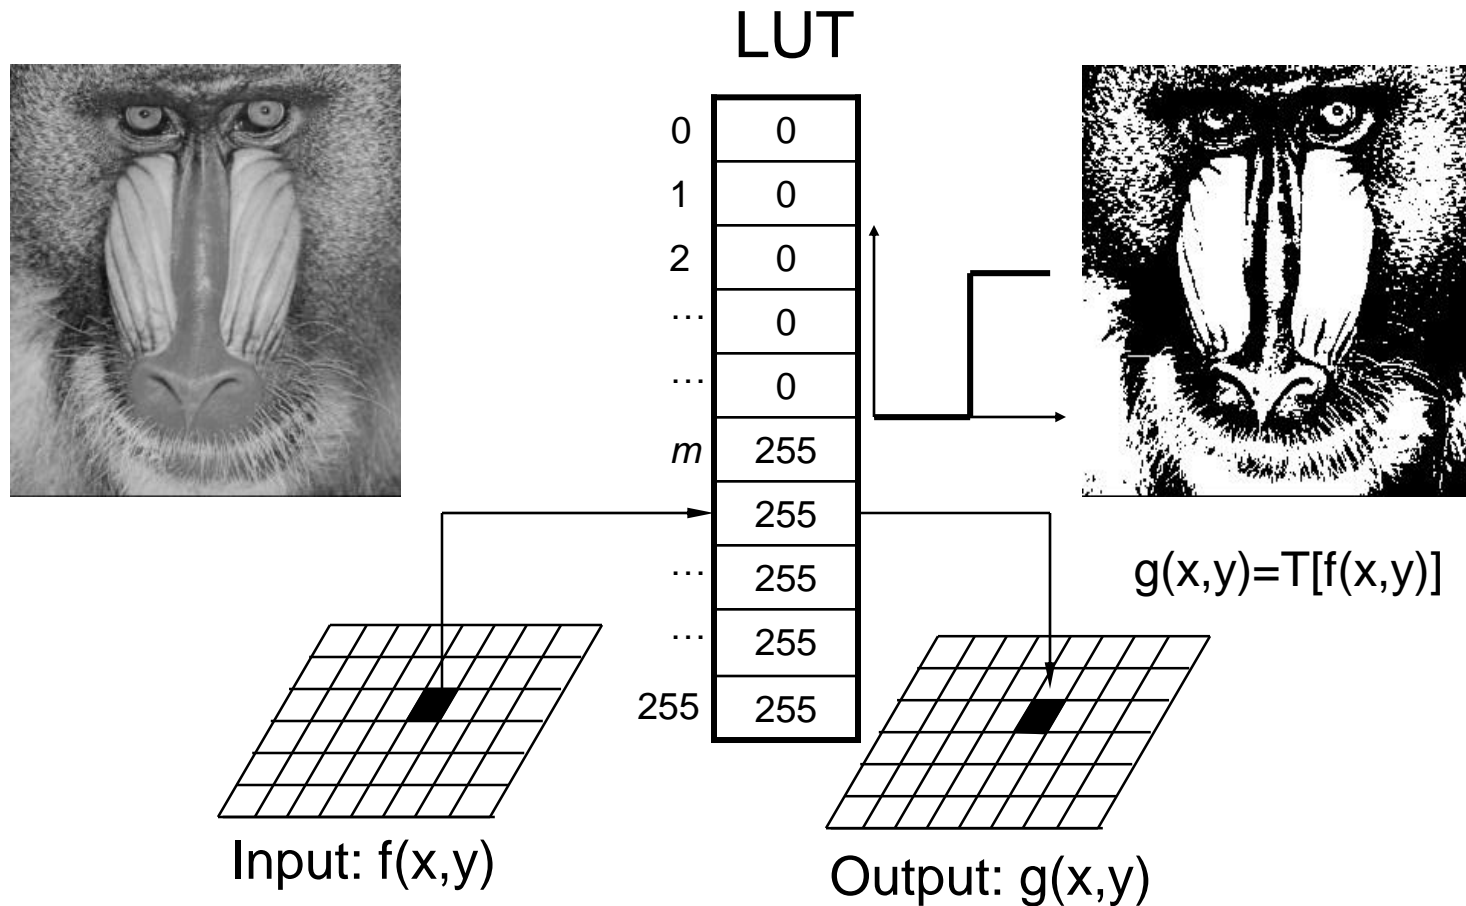 LUT
0 0
1 0
2 0
... 0
... 0
m 255
255
... 255
... 255
255 255
g(x,y)=T[f(x,y)]
Input: f(x,y)
Output: g(x,y)